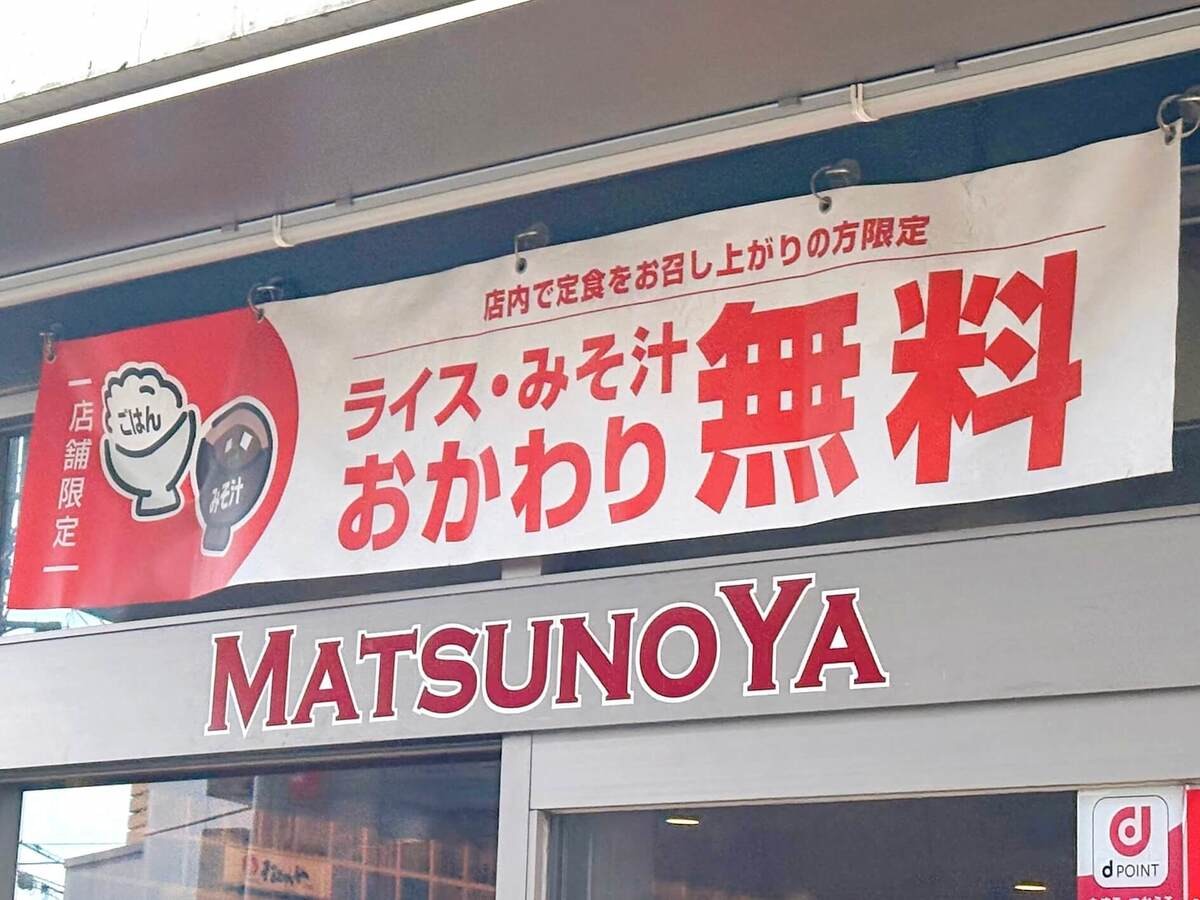 店内で定食をお召し上がりの方限定
店舗限定
ごはん
みそ汁
ライス・みそ汁
おかわり
無料
MATSUNOYA
d POINT